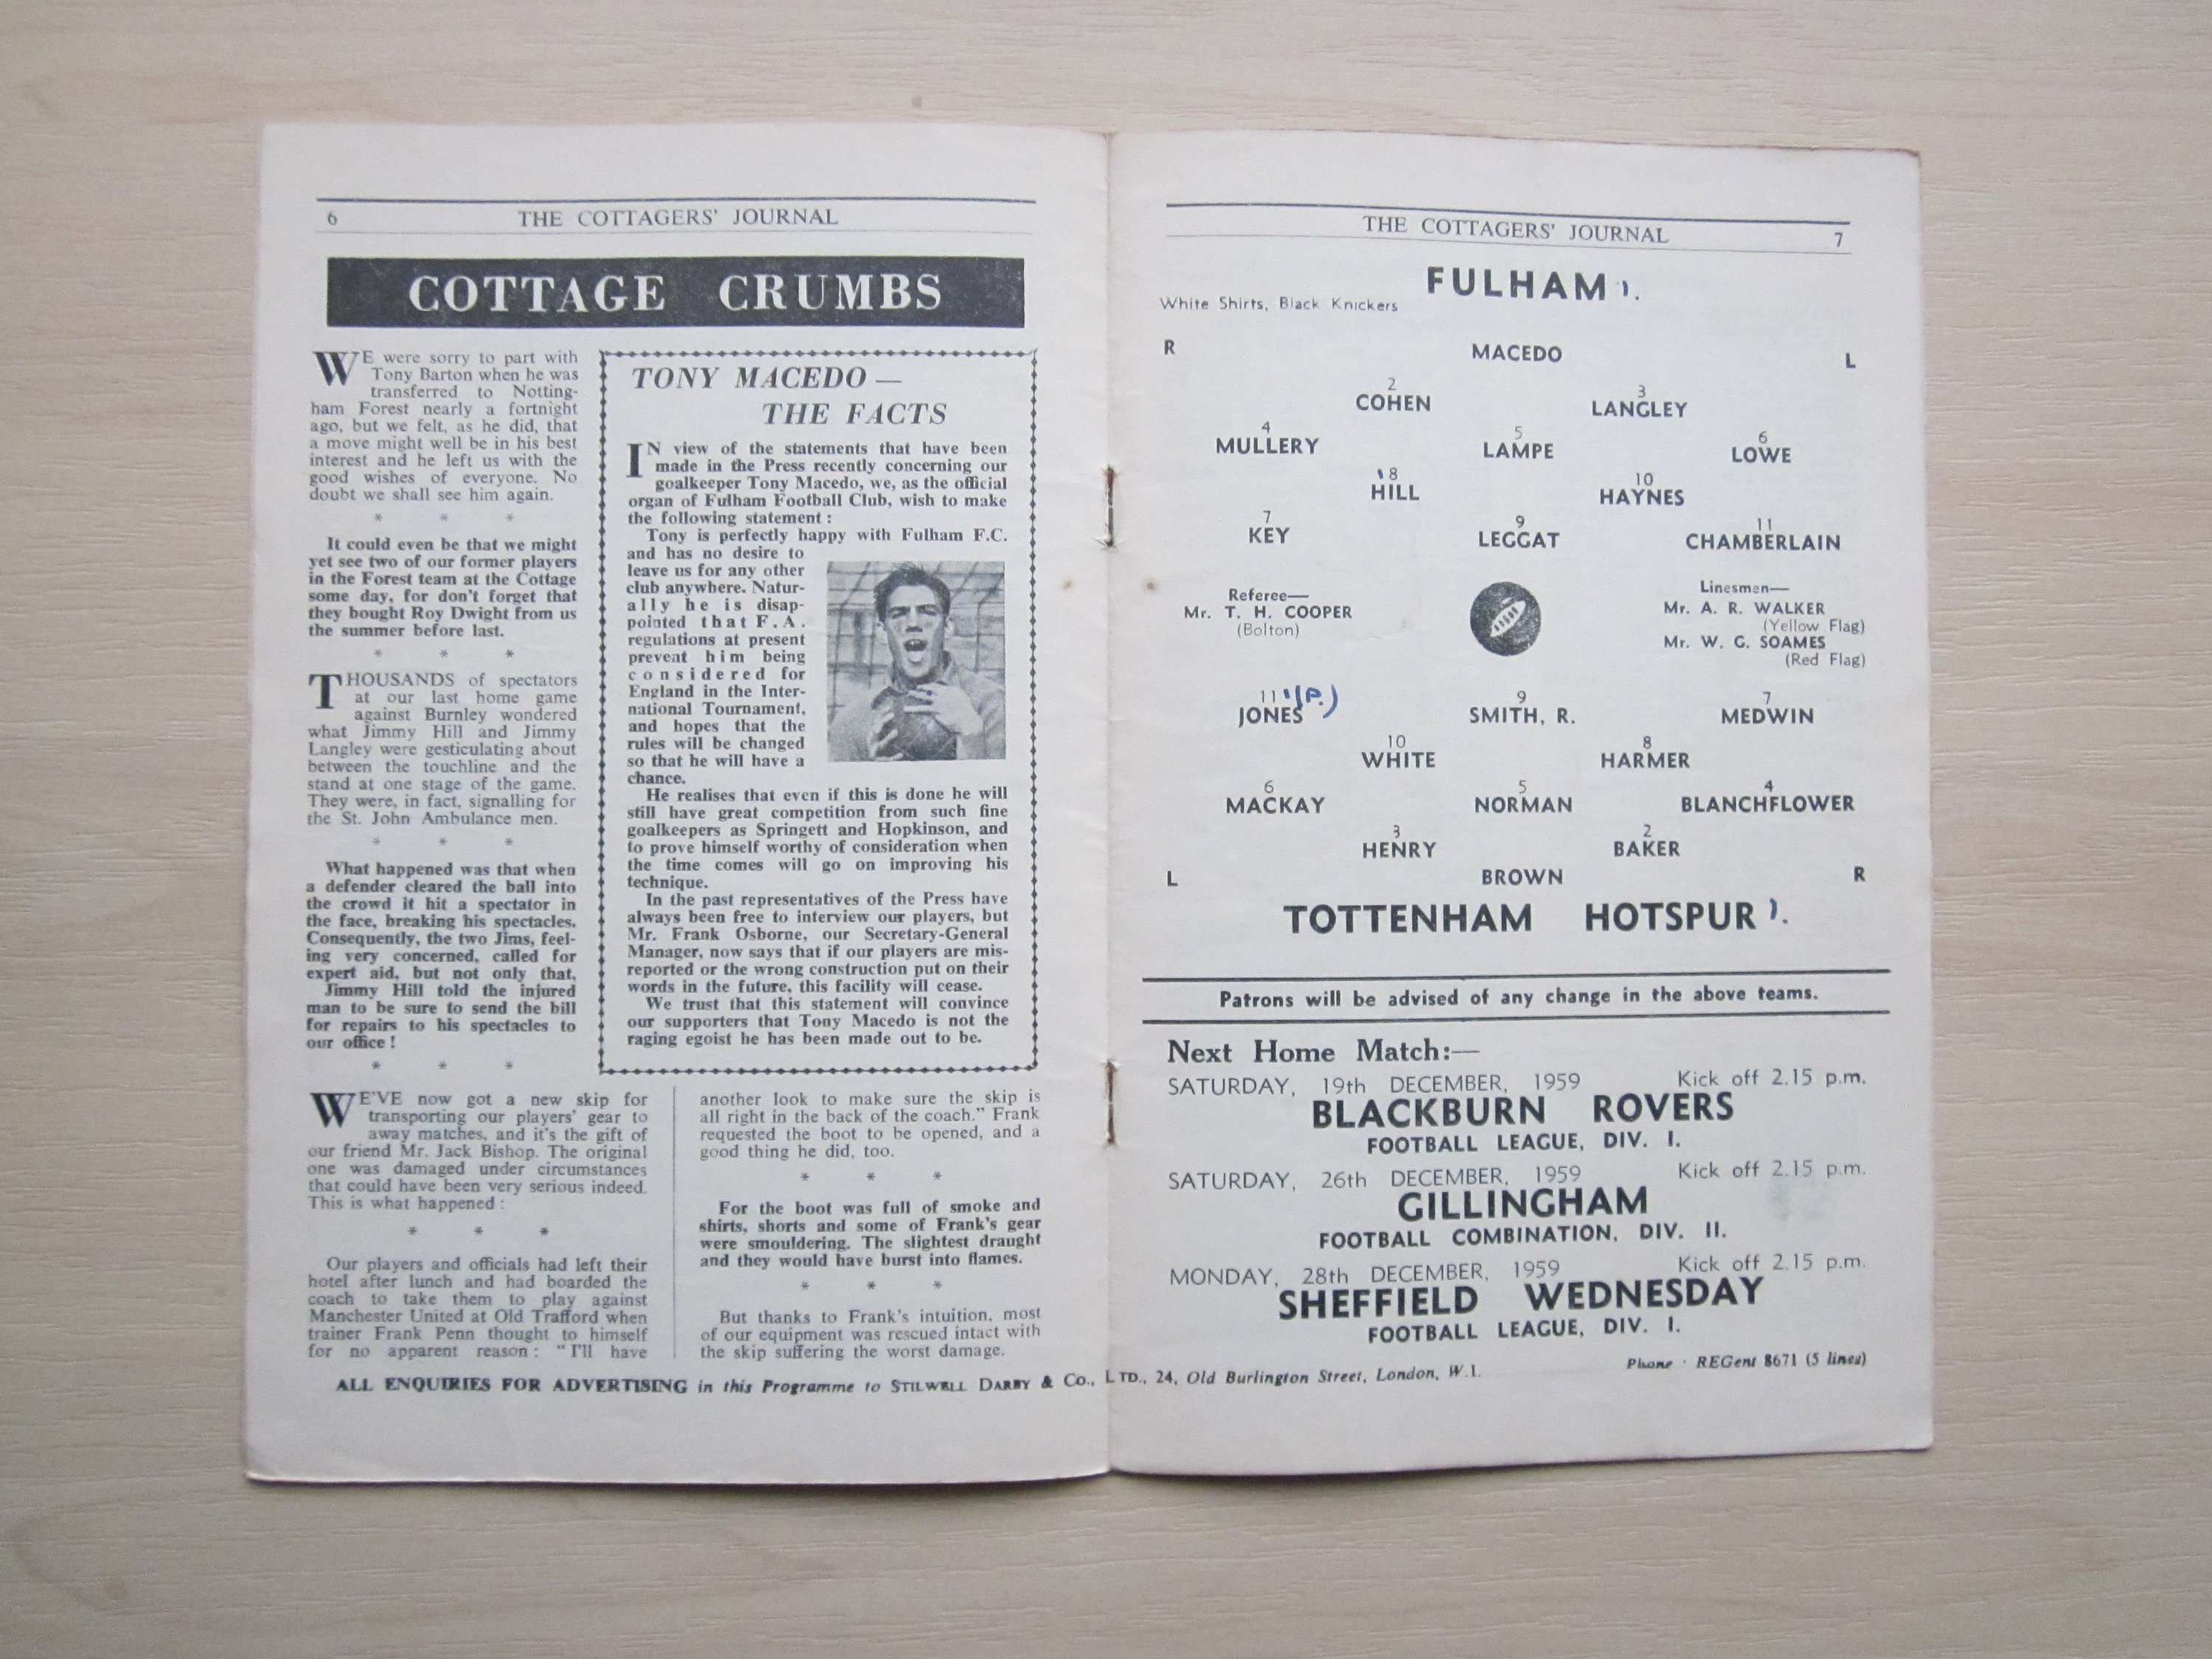 6 THE COTTAGERS' JOURNAL
COTTAGE CRUMBS
WE were sorry to part with
Tony Barton when he was
transferred to Notting-
ham Forest nearly a fortnight
ago, but we felt, as he did, that
a move might well be in his best
interest and he left us with the
good wishes of everyone. No
doubt we shall see him again.
* * *
It could even be that we might
yet see two of our former players
in the Forest team at the Cottage
some day, for don't forget that
they bought Roy Dwight from us
the summer before last.
* * *
THOUSANDS of spectators
at our last home game
against Burnley wondered
what Jimmy Hill and Jimmy
Langley were gesticulating about
between the touchline and the
stand at one stage of the game.
They were, in fact, signalling for
the St. John Ambulance men.
* * *
What happened was that when
a defender cleared the ball into
the crowd it hit a spectator in
the face, breaking his spectacles.
Consequently, the two Jims, feel-
ing very concerned, called for
expert aid, but not only that,
Jimmy Hill told the injured
man to be sure to send the bill
for repairs to his spectacles to
our office !
* * *
TONY MACEDO —
THE FACTS
IN view of the statements that have been
made in the Press recently concerning our
goalkeeper Tony Macedo, we, as the official
organ of Fulham Football Club, wish to make
the following statement :
Tony is perfectly happy with Fulham F.C.
and has no desire to
leave us for any other
club anywhere. Natur-
ally he is disap-
pointed that F.A.
regulations at present
prevent him being
considered for
England in the Inter-
national Tournament,
and hopes that the
rules will be changed
so that he will have a
chance.
He realises that even if this is done he will
still have great competition from such fine
goalkeepers as Springett and Hopkinson, and
to prove himself worthy of consideration when
the time comes will go on improving his
technique.
In the past representatives of the Press have
always been free to interview our players, but
Mr. Frank Osborne, our Secretary-General
Manager, now says that if our players are mis-
reported or the wrong construction put on their
words in the future, this facility will cease.
We trust that this statement will convince
our supporters that Tony Macedo is not the
raging egoist he has been made out to be.
WE'VE now got a new skip for
transporting our players' gear to
away matches, and it's the gift of
our friend Mr. Jack Bishop. The original
one was damaged under circumstances
that could have been very serious indeed.
This is what happened :
* * *
Our players and officials had left their
hotel after lunch and had boarded the
coach to take them to play against
Manchester United at Old Trafford when
trainer Frank Penn thought to himself
for no apparent reason : "I'll have
another look to make sure the skip is
all right in the back of the coach." Frank
requested the boot to be opened, and a
good thing he did, too.
* * *
For the boot was full of smoke and
shirts, shorts and some of Frank's gear
were smouldering. The slightest draught
and they would have burst into flames.
* * *
But thanks to Frank's intuition, most
of our equipment was rescued intact with
the skip suffering the worst damage.
THE COTTAGERS' JOURNAL 7
FULHAM 1.
White Shirts, Black Knickers
R MACEDO L
2 3
COHEN LANGLEY
4 5 6
MULLERY LAMPE LOWE
'8 10
HILL HAYNES
7 9 11
KEY LEGGAT CHAMBERLAIN
Referee—
Mr. T. H. COOPER
(Bolton)
Linesmen—
Mr. A. R. WALKER
(Yellow Flag)
Mr. W. G. SOAMES
(Red Flag)
11 '(P.) 9 7
JONES SMITH, R. MEDWIN
10 8
WHITE HARMER
6 5 4
MACKAY NORMAN BLANCHFLOWER
3 2
HENRY BAKER
L BROWN R
TOTTENHAM HOTSPUR 1.
Patrons will be advised of any change in the above teams.
Next Home Match:—
SATURDAY, 19th DECEMBER, 1959 Kick off 2.15 p.m.
BLACKBURN ROVERS
FOOTBALL LEAGUE, DIV. I.
SATURDAY, 26th DECEMBER, 1959 Kick off 2.15 p.m.
GILLINGHAM
FOOTBALL COMBINATION, DIV. II.
MONDAY, 28th DECEMBER, 1959 Kick off 2.15 p.m.
SHEFFIELD WEDNESDAY
FOOTBALL LEAGUE, DIV. I.
ALL ENQUIRIES FOR ADVERTISING in this Programme to STILWELL DARBY & CO., LTD., 24, Old Burlington Street, London, W.1. Phone · REGent 8671 (5 lines)